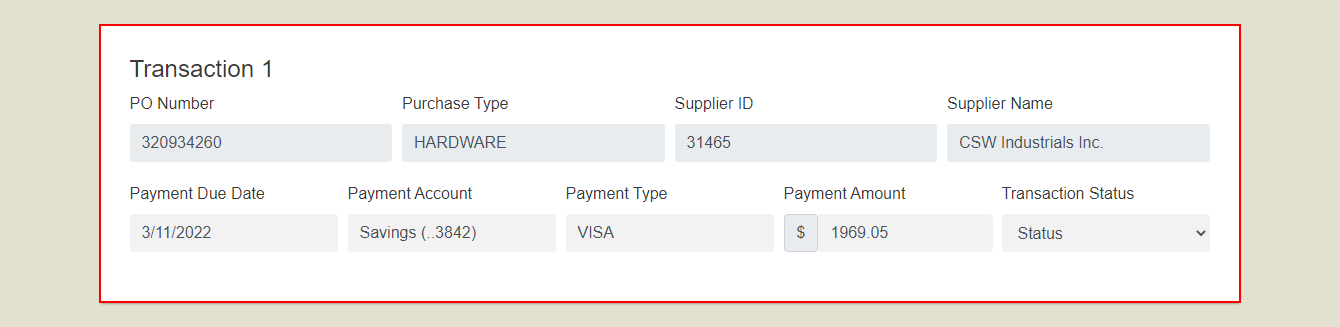 Transaction 1
PO Number Purchase Type Supplier ID Supplier Name
320934260 HARDWARE 31465 CSW Industrials Inc.
Payment Due Date Payment Account Payment Type Payment Amount Transaction Status
3/11/2022 Savings (..3842) VISA $ 1969.05 Status